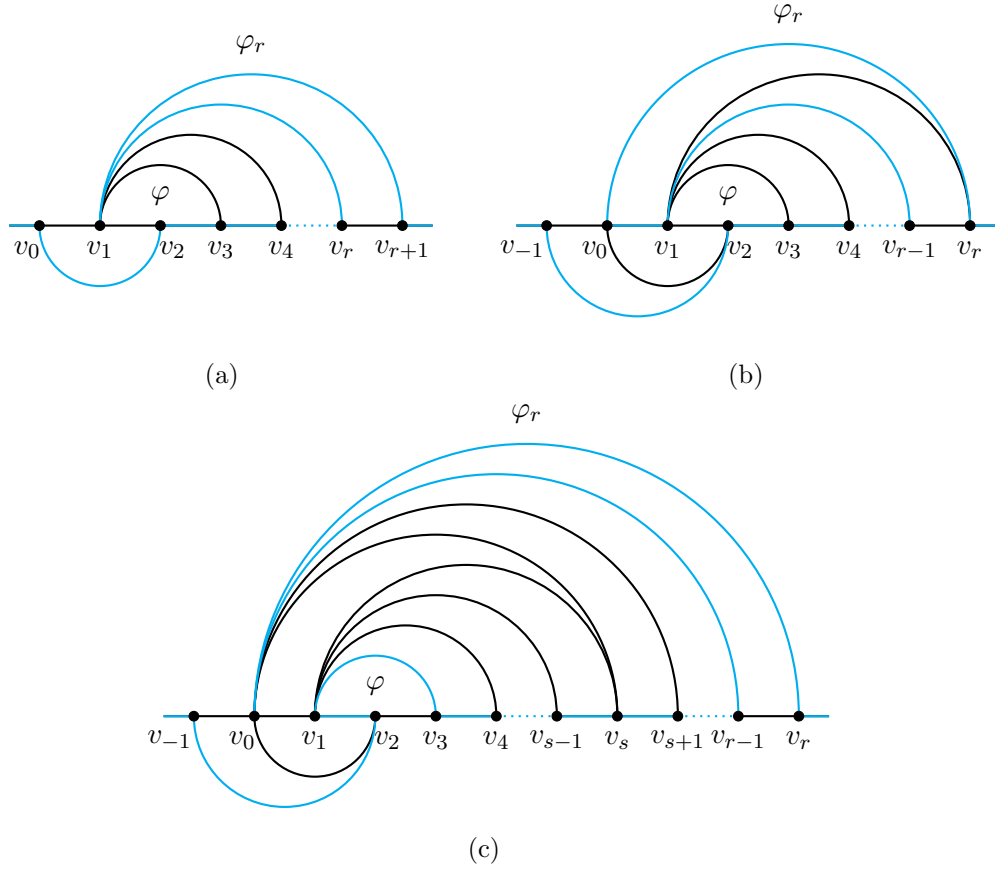 φ_r
φ
v_0 v_1 v_2 v_3 v_4 v_r v_{r+1}
(a)
φ_r
φ
v_{−1} v_0 v_1 v_2 v_3 v_4 v_{r−1} v_r
(b)
φ_r
φ
v_{−1} v_0 v_1 v_2 v_3 v_4 v_{s−1} v_s v_{s+1} v_{r−1} v_r
(c)